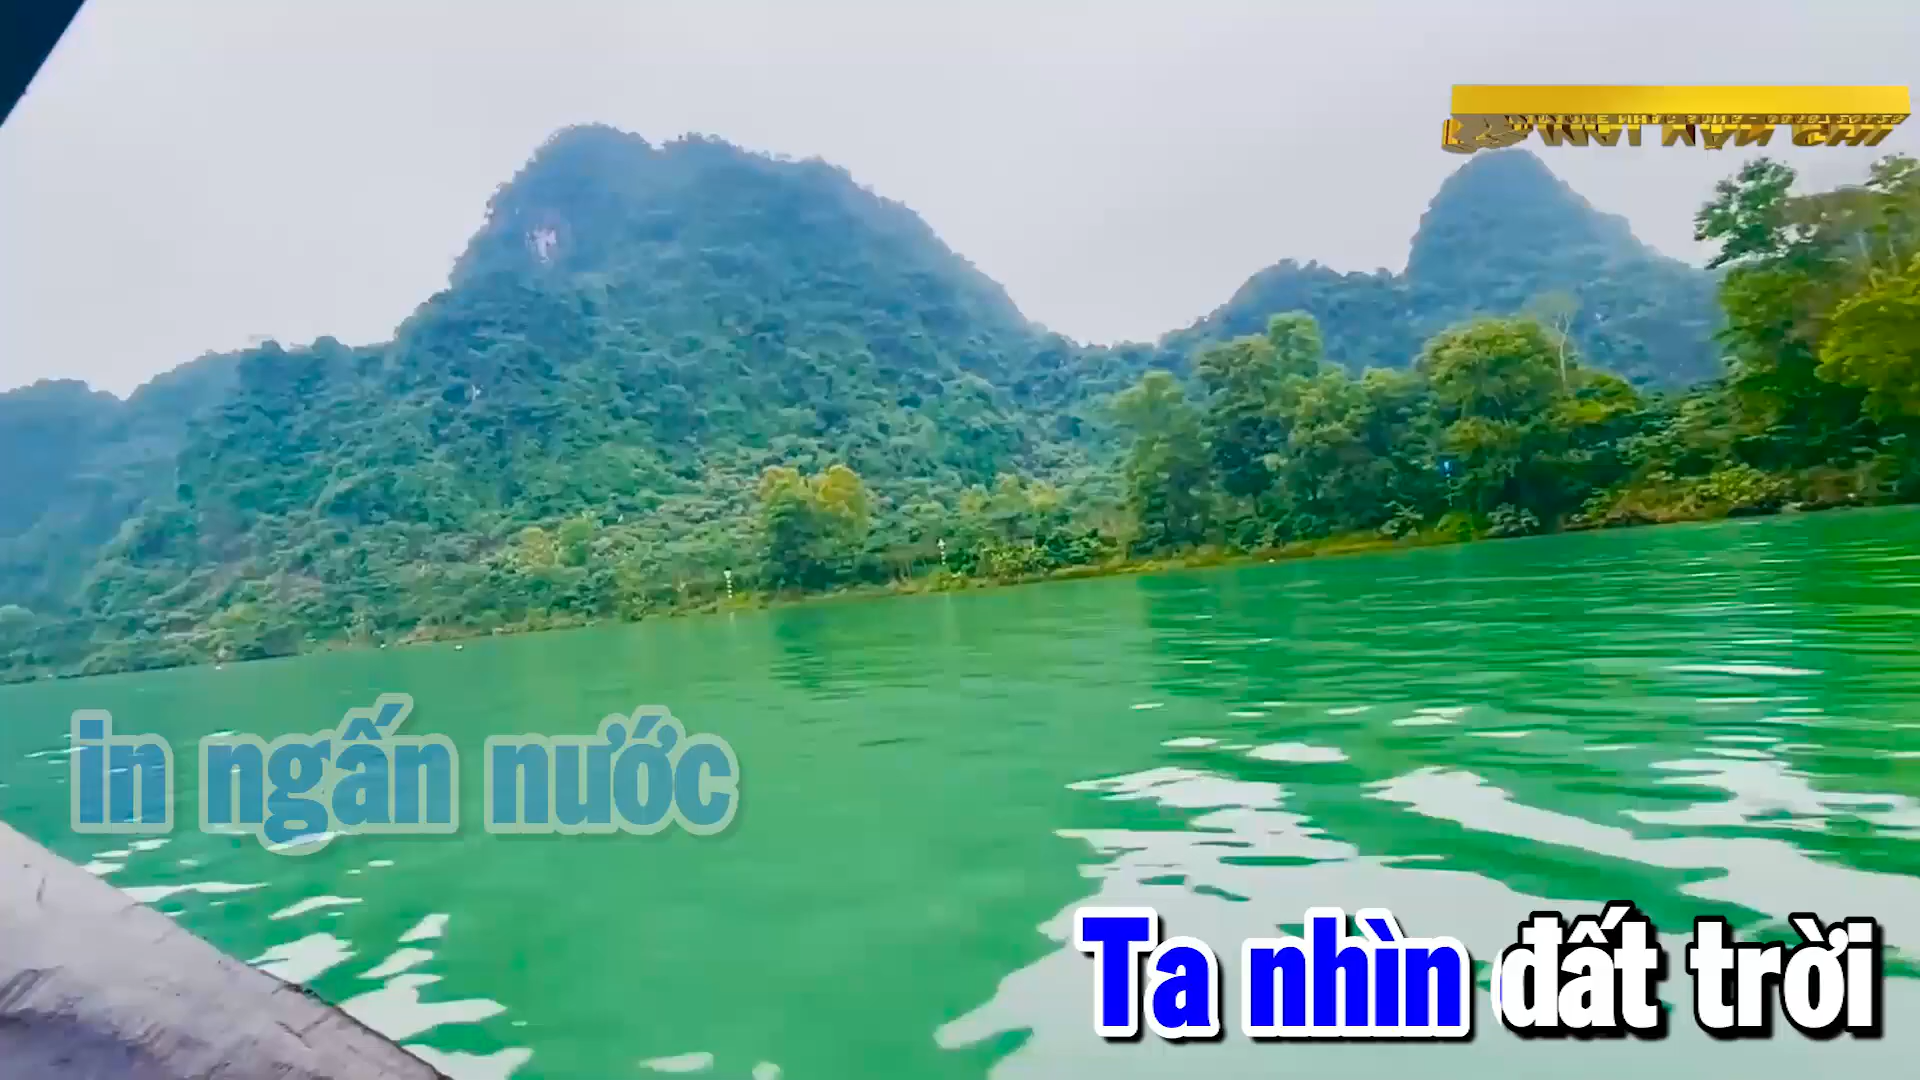 in ngấn nước
Ta nhìn đất trời